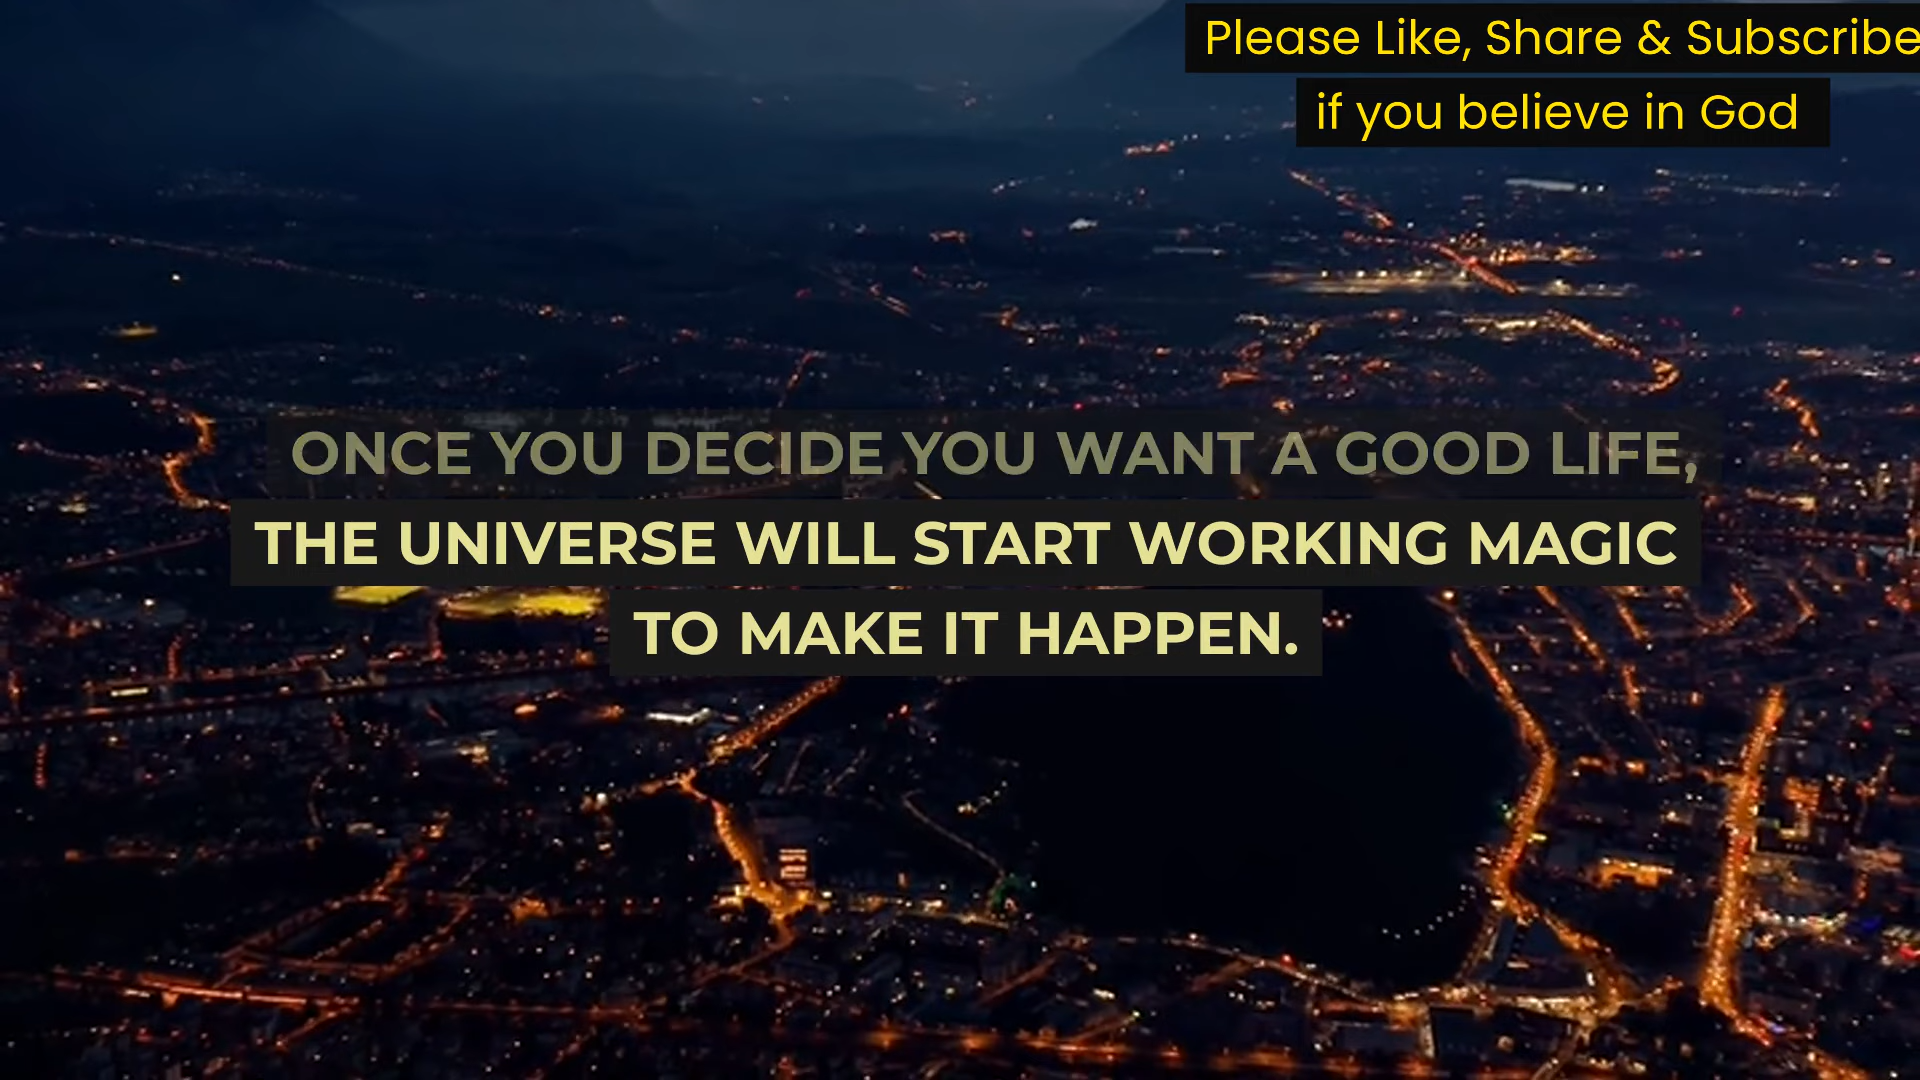 Please Like, Share & Subscribe
if you believe in God
ONCE YOU DECIDE YOU WANT A GOOD LIFE,
THE UNIVERSE WILL START WORKING MAGIC
TO MAKE IT HAPPEN.